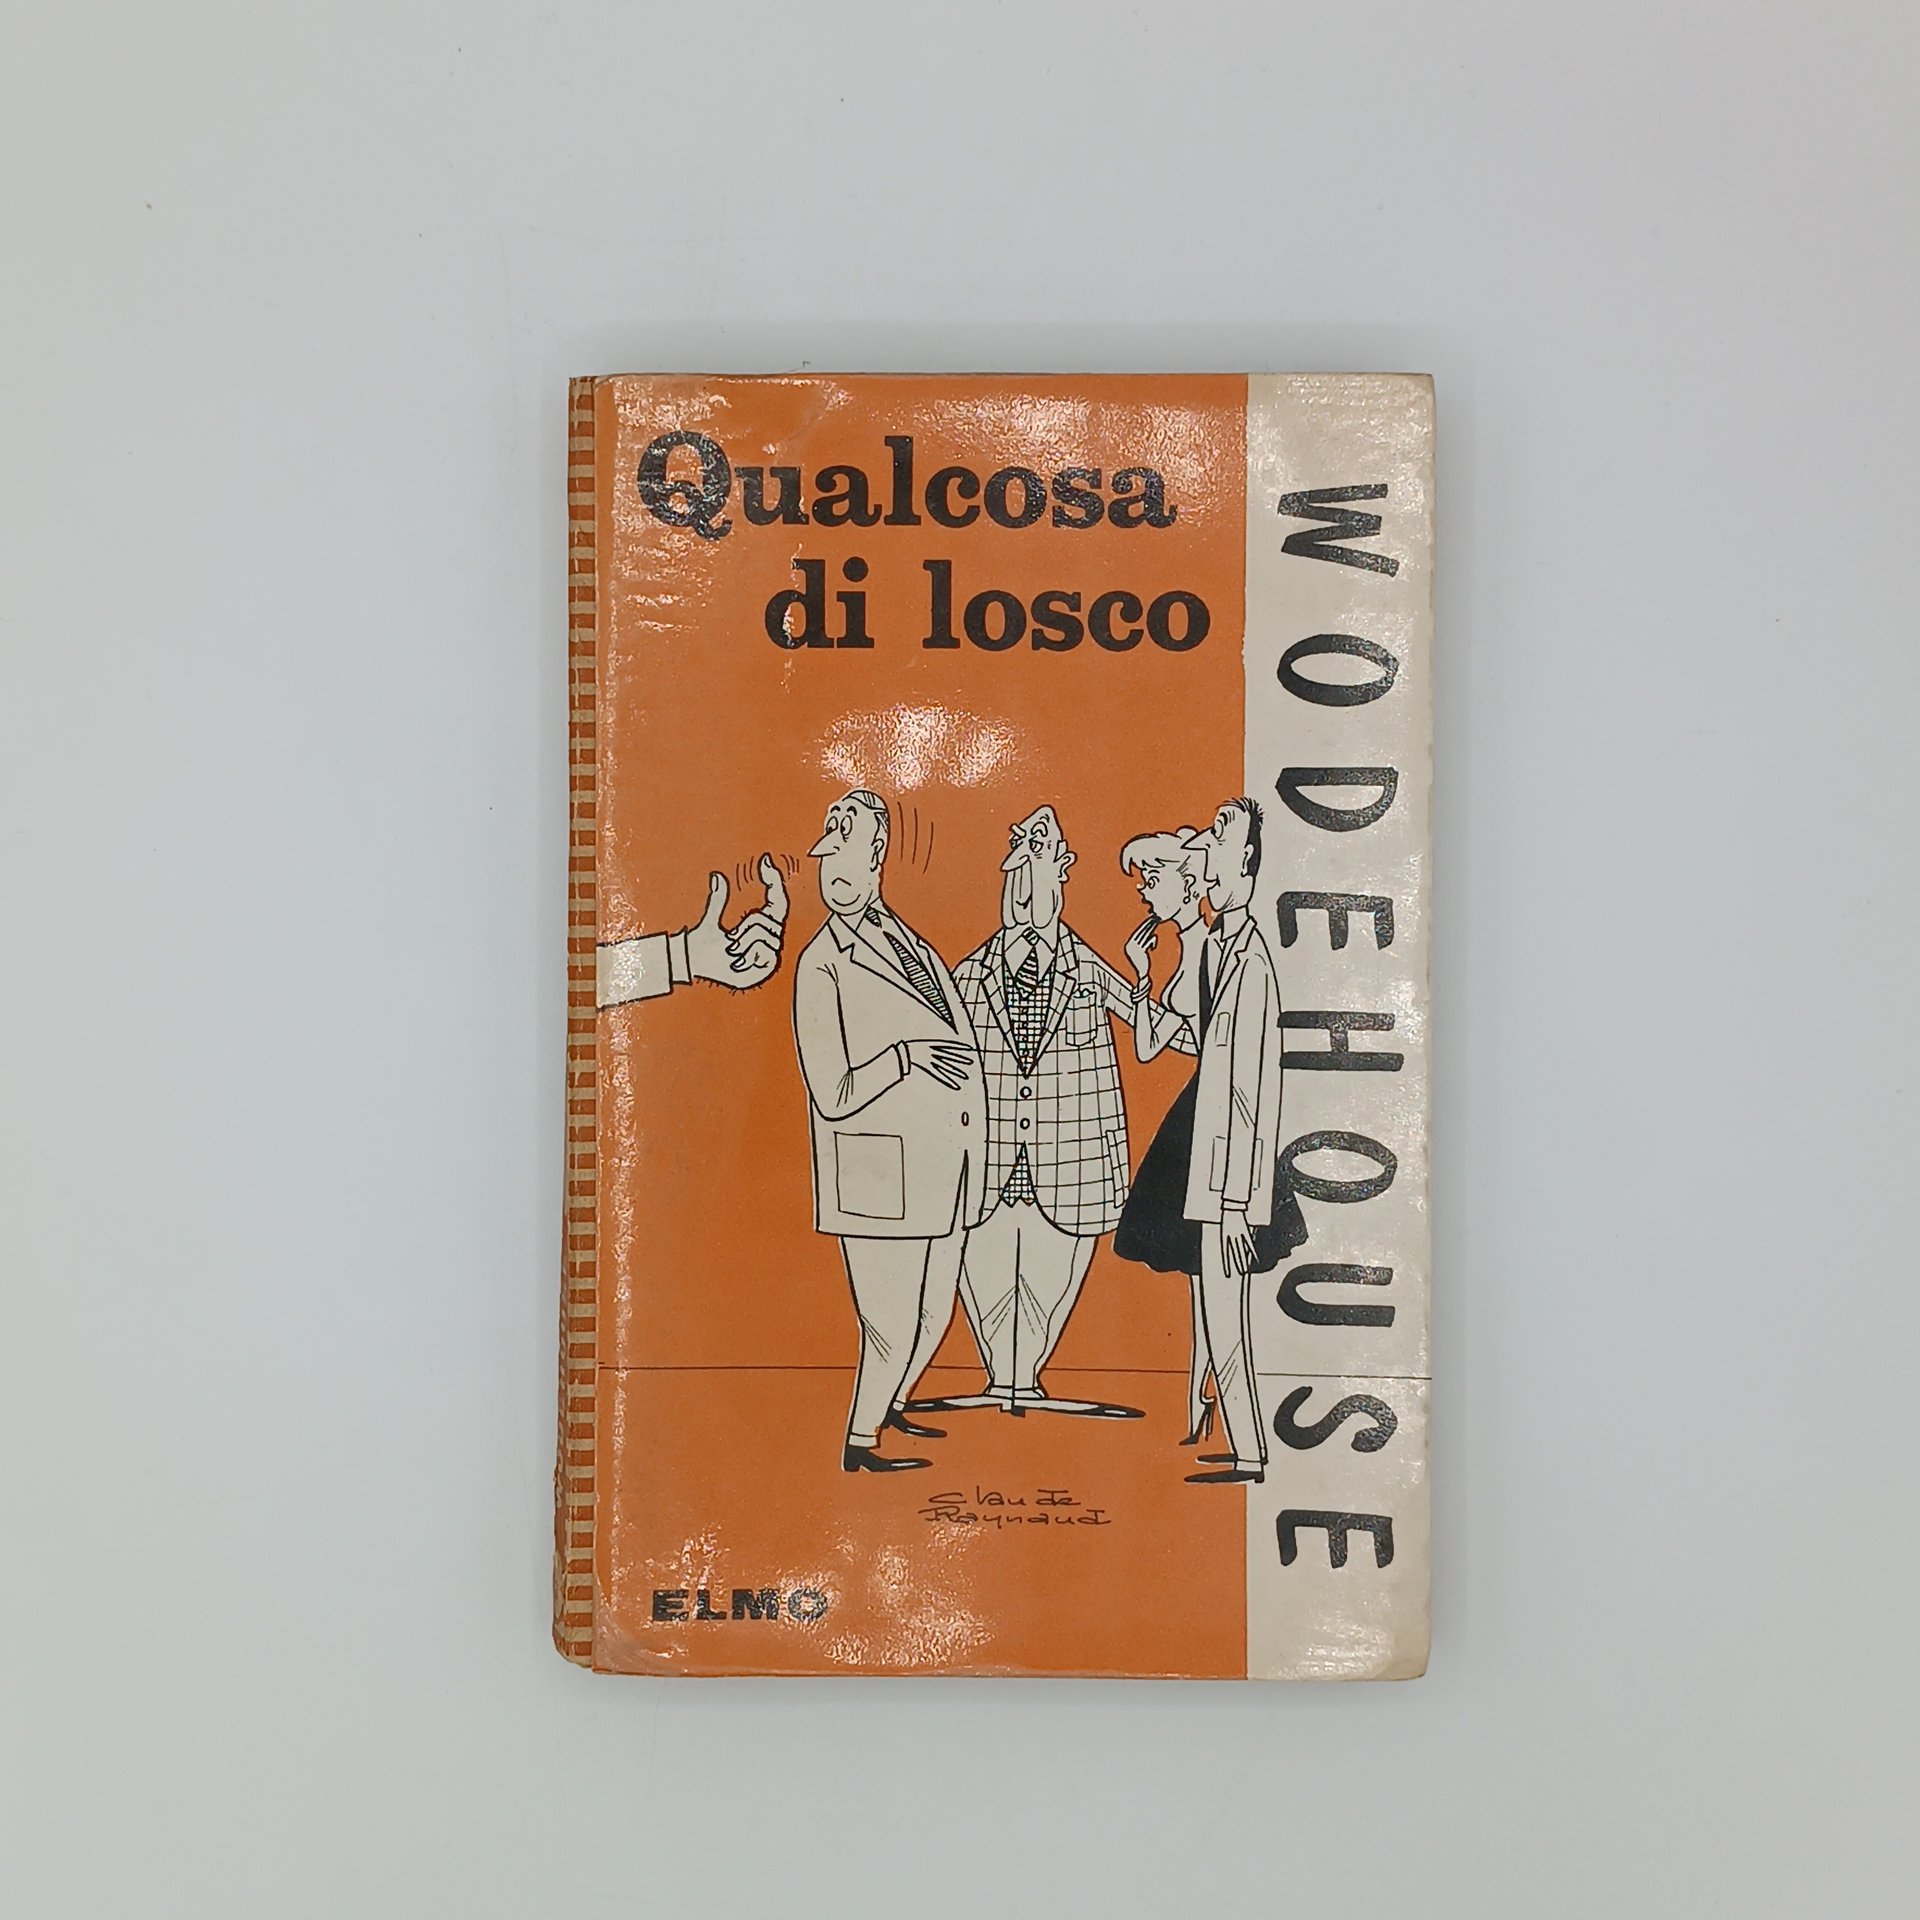 Qualcosa
di losco
WODEHOUSE
Claude
Raynaud
ELMO